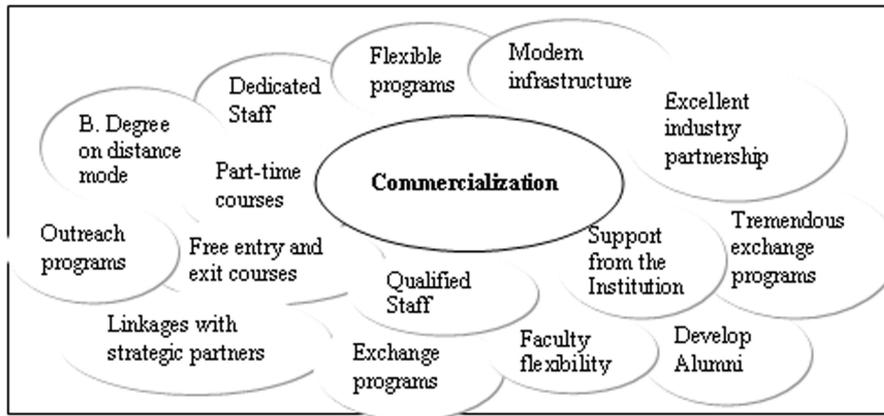 Flexible
programs
Modern
infrastructure
Dedicated
Staff
Excellent
industry
partnership
B. Degree
on distance
mode
Part-time
courses
Commercialization
Outreach
programs
Free entry and
exit courses
Support
from the
Institution
Tremendous
exchange
programs
Qualified
Staff
Linkages with
strategic partners
Exchange
programs
Faculty
flexibility
Develop
Alumni